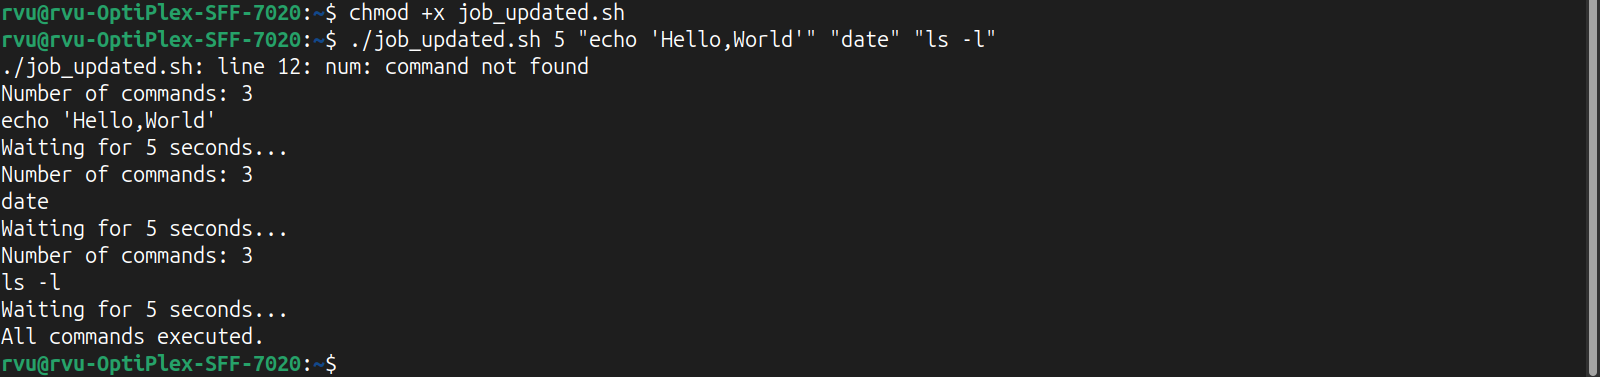 rvu@rvu-OptiPlex-SFF-7020:~$ chmod +x job_updated.sh
rvu@rvu-OptiPlex-SFF-7020:~$ ./job_updated.sh 5 "echo 'Hello,World'" "date" "ls -l"
./job_updated.sh: line 12: num: command not found
Number of commands: 3
echo 'Hello,World'
Waiting for 5 seconds...
Number of commands: 3
date
Waiting for 5 seconds...
Number of commands: 3
ls -l
Waiting for 5 seconds...
All commands executed.
rvu@rvu-OptiPlex-SFF-7020:~$